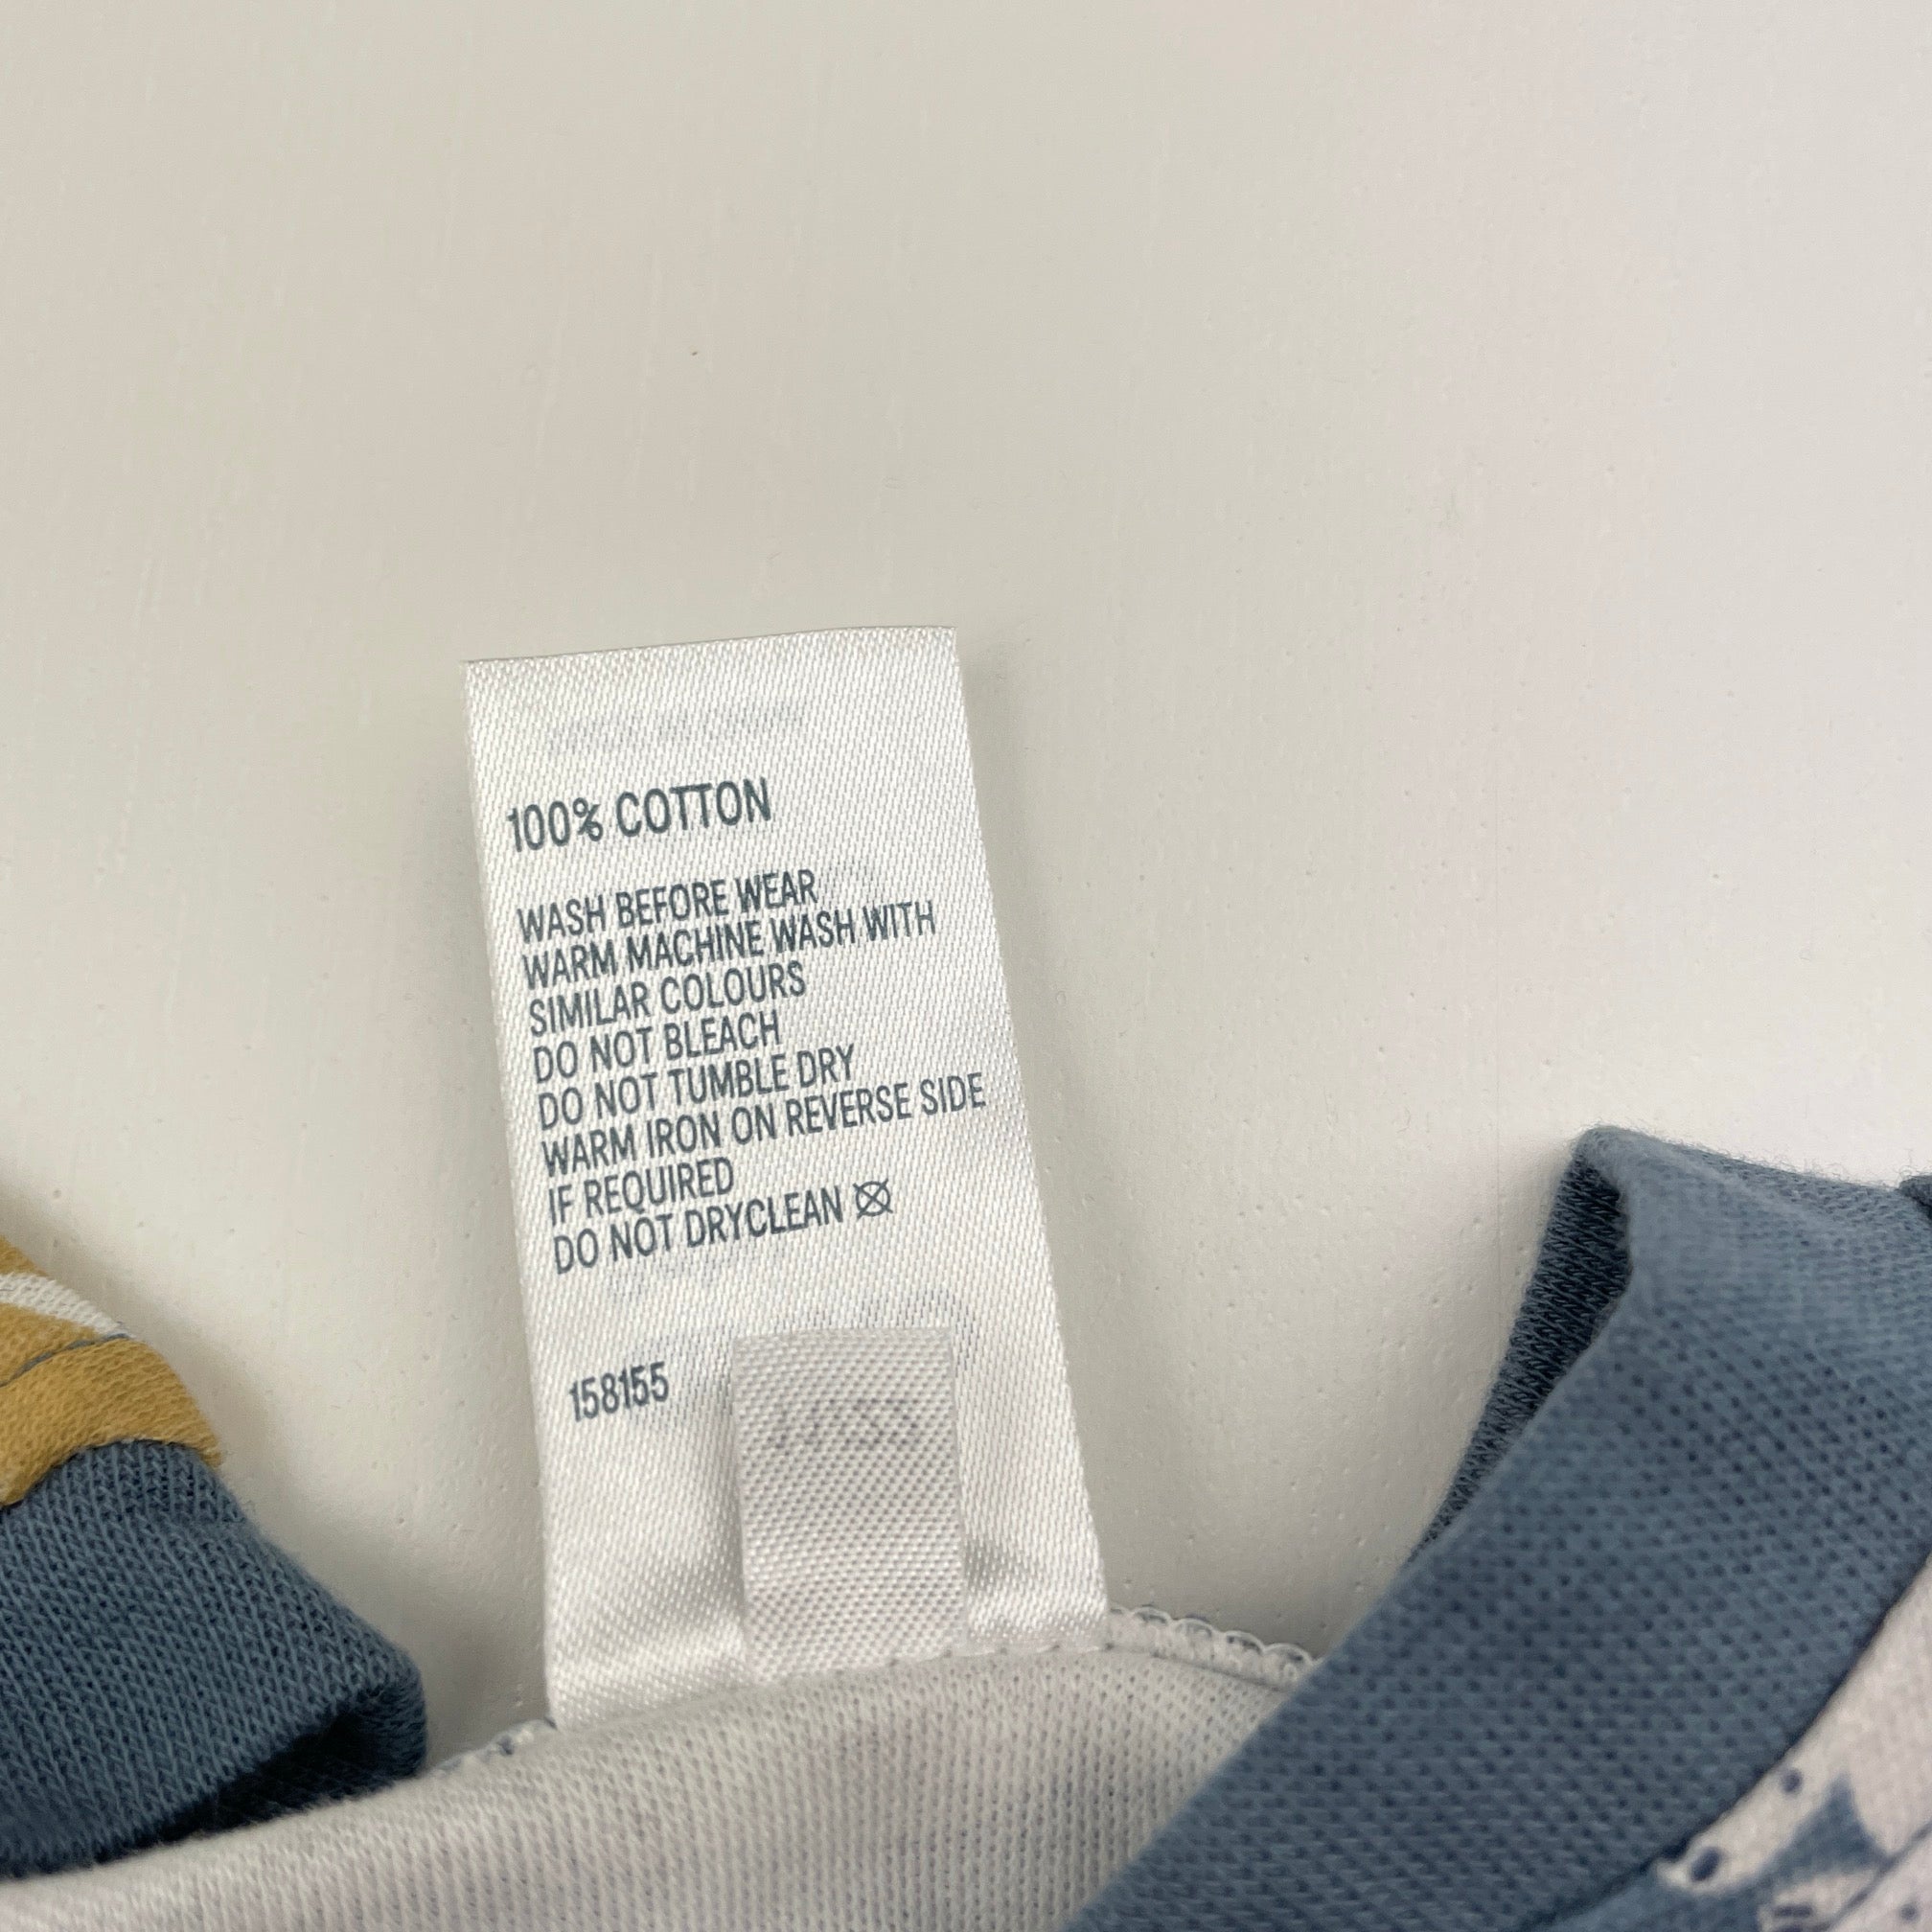 100% COTTON
WASH BEFORE WEAR
WARM MACHINE WASH WITH
SIMILAR COLOURS
DO NOT BLEACH
DO NOT TUMBLE DRY
WARM IRON ON REVERSE SIDE
IF REQUIRED
DO NOT DRYCLEAN
158155